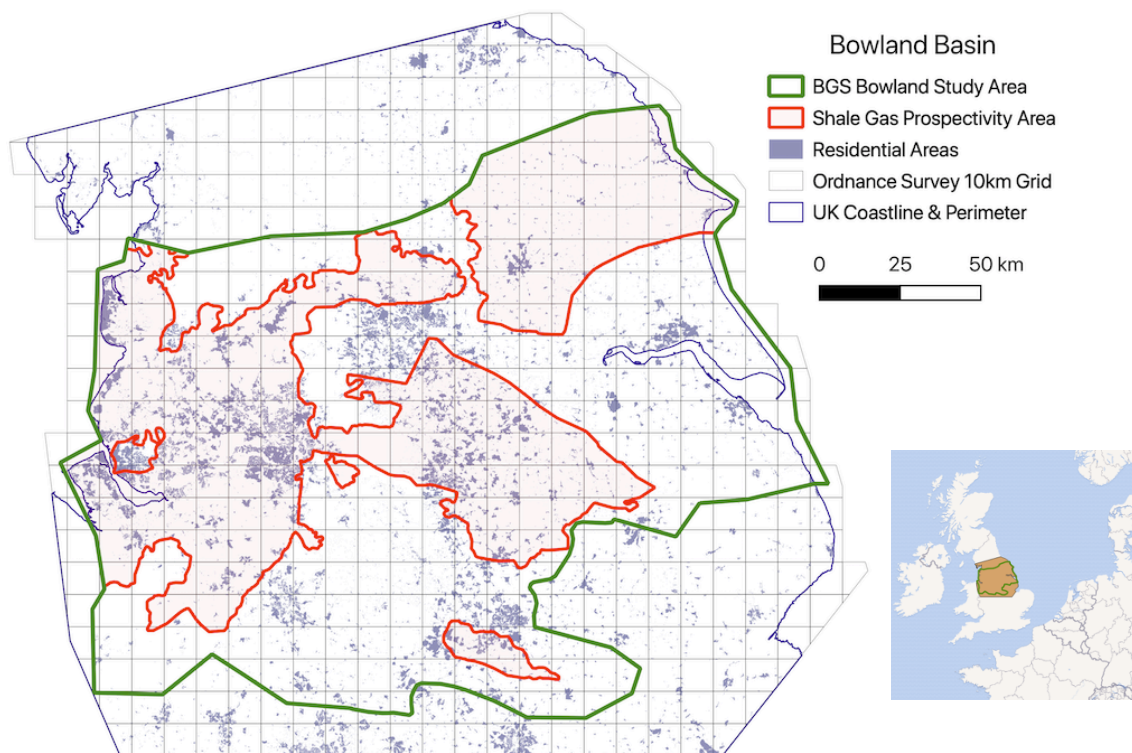 Bowland Basin
BGS Bowland Study Area
Shale Gas Prospectivity Area
Residential Areas
Ordnance Survey 10km Grid
UK Coastline & Perimeter
0 25 50 km